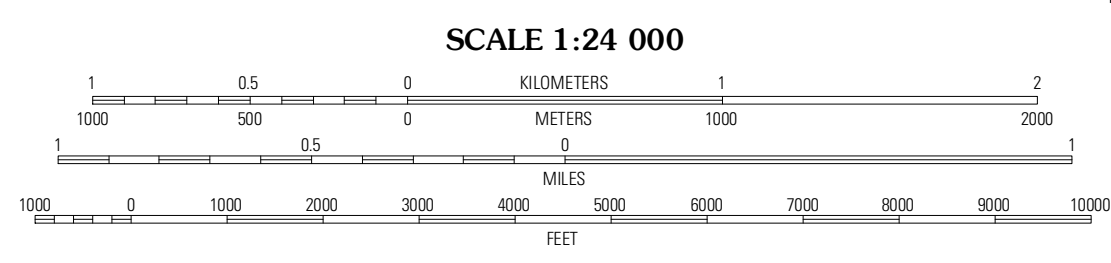 SCALE 1:24 000
1 0.5 0 KILOMETERS 1 2
1000 500 0 METERS 1000 2000
1 0.5 0 1
MILES
1000 0 1000 2000 3000 4000 5000 6000 7000 8000 9000 10000
FEET